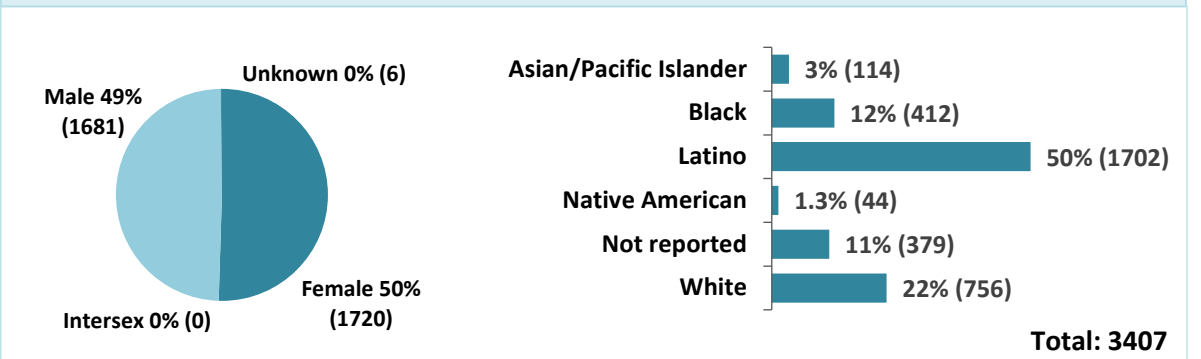 Unknown 0% (6)
Male 49%
(1681)
Female 50%
(1720)
Intersex 0% (0)
Asian/Pacific Islander 3% (114)
Black 12% (412)
Latino 50% (1702)
Native American 1.3% (44)
Not reported 11% (379)
White 22% (756)
Total: 3407